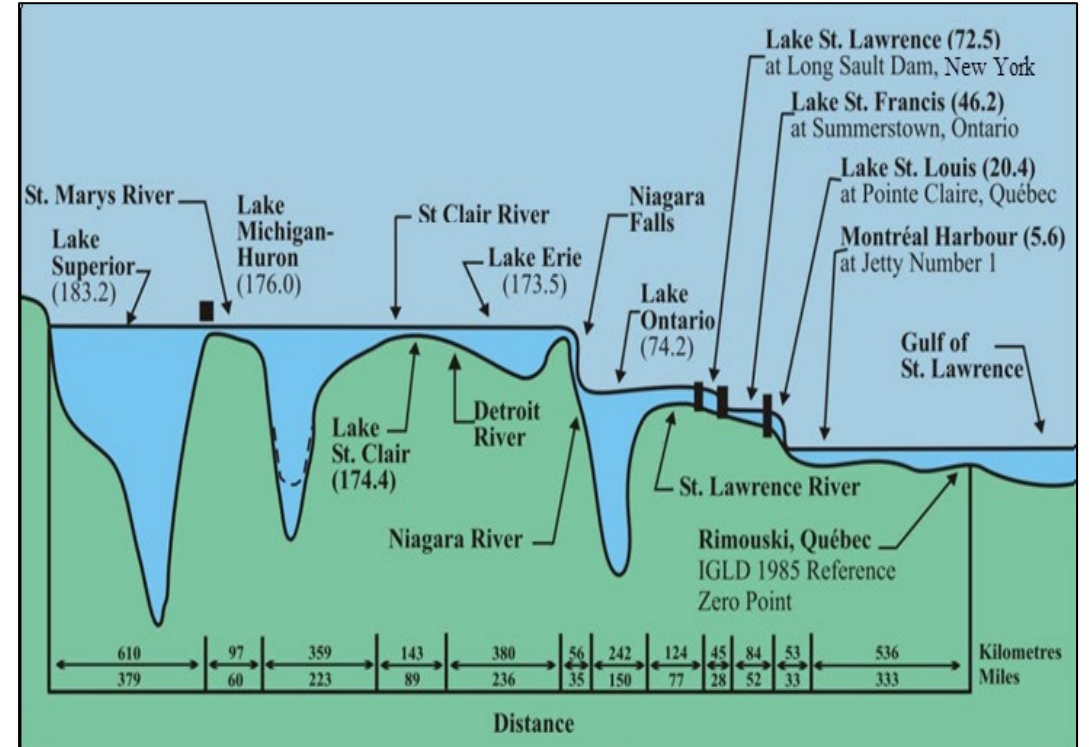 Lake St. Lawrence (72.5)
at Long Sault Dam, New York
Lake St. Francis (46.2)
at Summerstown, Ontario
Lake St. Louis (20.4)
at Pointe Claire, Québec
Montréal Harbour (5.6)
at Jetty Number 1
St. Marys River
Lake
Superior
(183.2)
Lake
Michigan-
Huron
(176.0)
St Clair River
Lake Erie
(173.5)
Niagara
Falls
Lake
Ontario
(74.2)
Gulf of
St. Lawrence
Lake
St. Clair
(174.4)
Detroit
River
Niagara River
St. Lawrence River
Rimouski, Québec
IGLD 1985 Reference
Zero Point
610 97 359 143 380 56 242 124 45 84 53 536 Kilometres
379 60 223 89 236 35 150 77 28 52 33 333 Miles
Distance